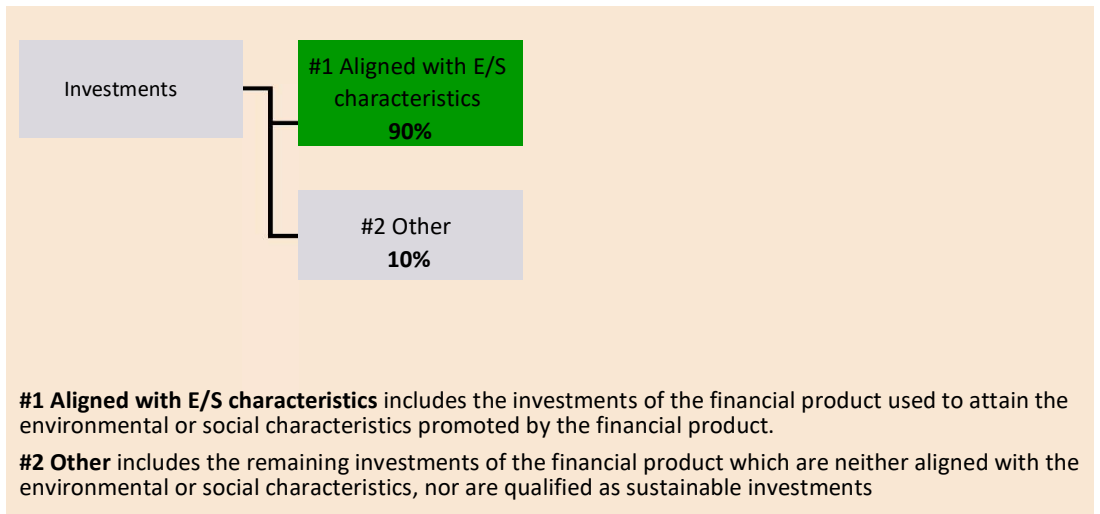 Investments
#1 Aligned with E/S
characteristics
90%
#2 Other
10%
#1 Aligned with E/S characteristics includes the investments of the financial product used to attain the
environmental or social characteristics promoted by the financial product.
#2 Other includes the remaining investments of the financial product which are neither aligned with the
environmental or social characteristics, nor are qualified as sustainable investments